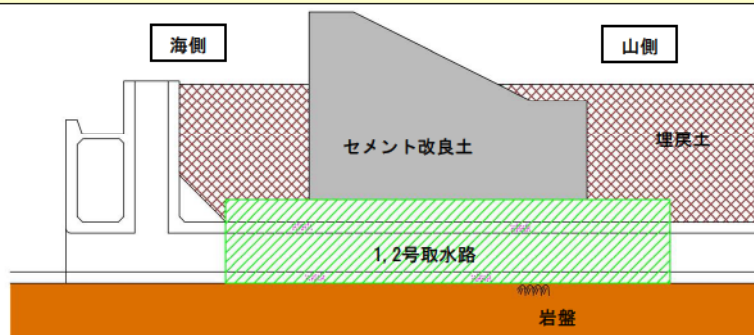 海側
山側
セメント改良土
埋戻土
1,2号取水路
岩盤